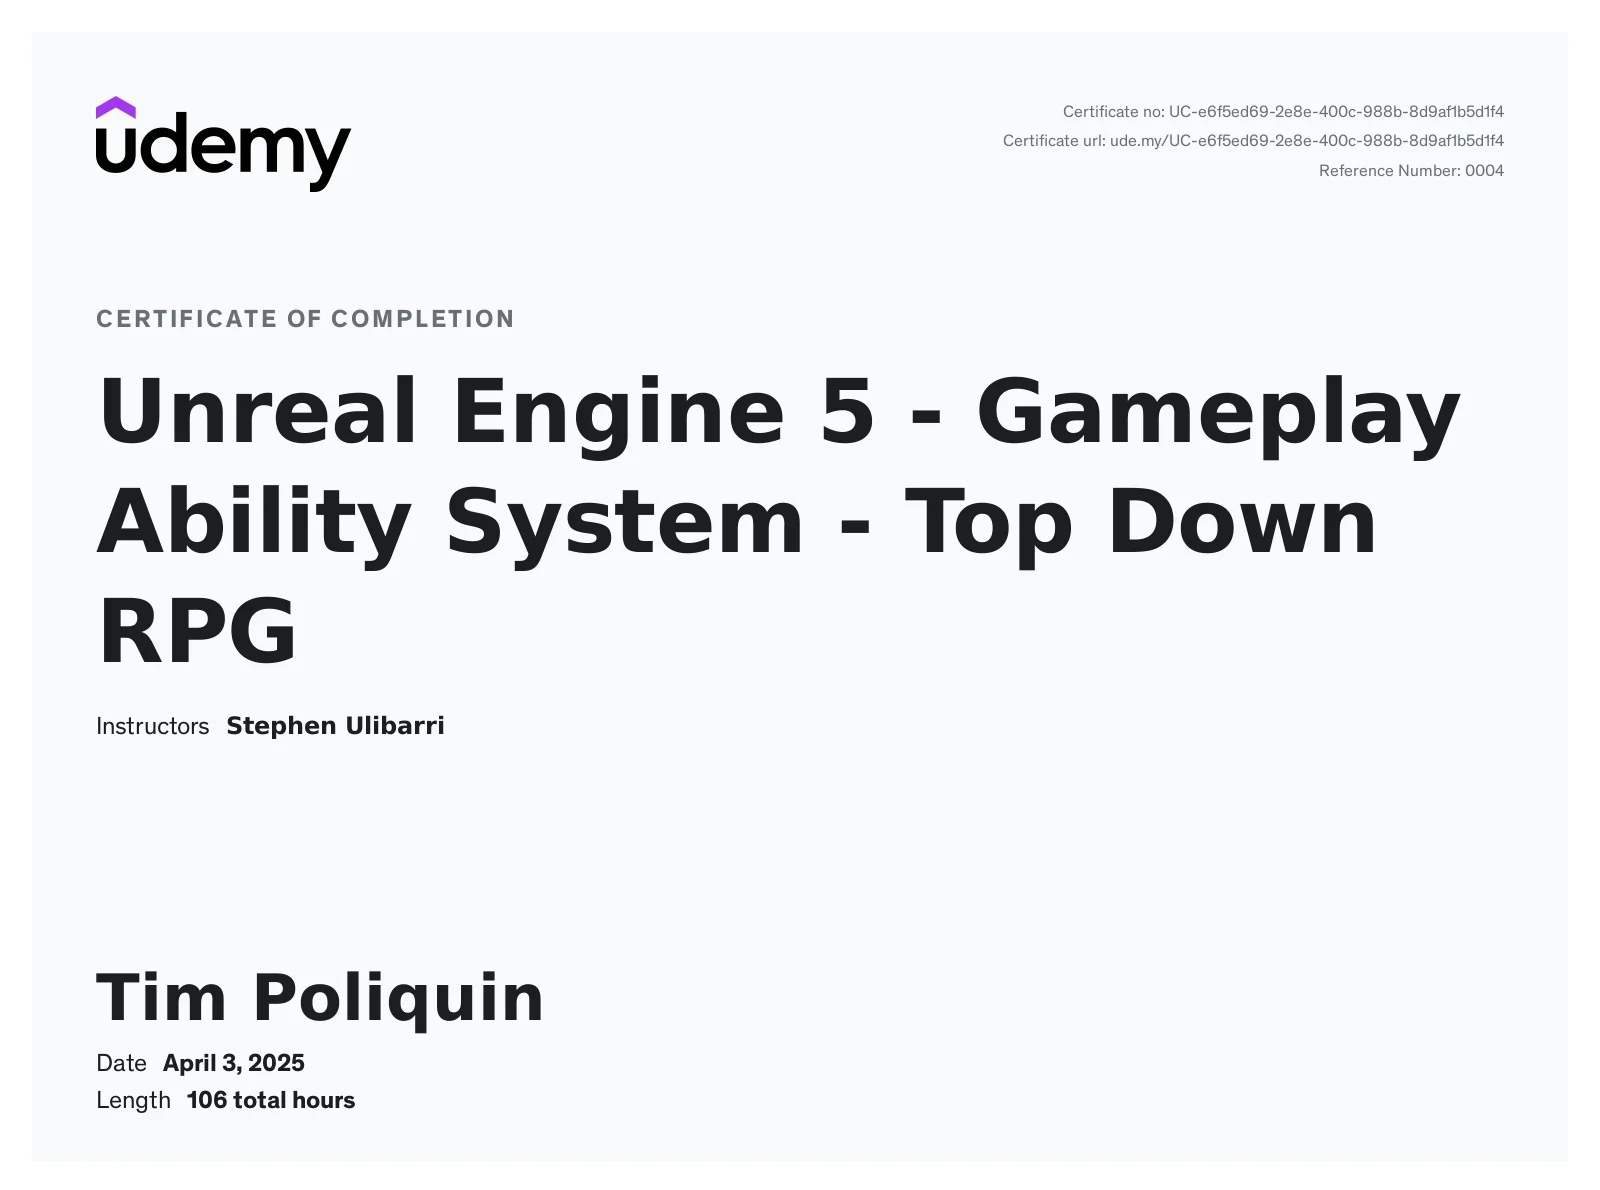 udemy
Certificate no: UC-e6f5ed69-2e8e-400c-988b-8d9af1b5d1f4
Certificate url: ude.my/UC-e6f5ed69-2e8e-400c-988b-8d9af1b5d1f4
Reference Number: 0004
CERTIFICATE OF COMPLETION
Unreal Engine 5 - Gameplay
Ability System - Top Down
RPG
Instructors Stephen Ulibarri
Tim Poliquin
Date April 3, 2025
Length 106 total hours